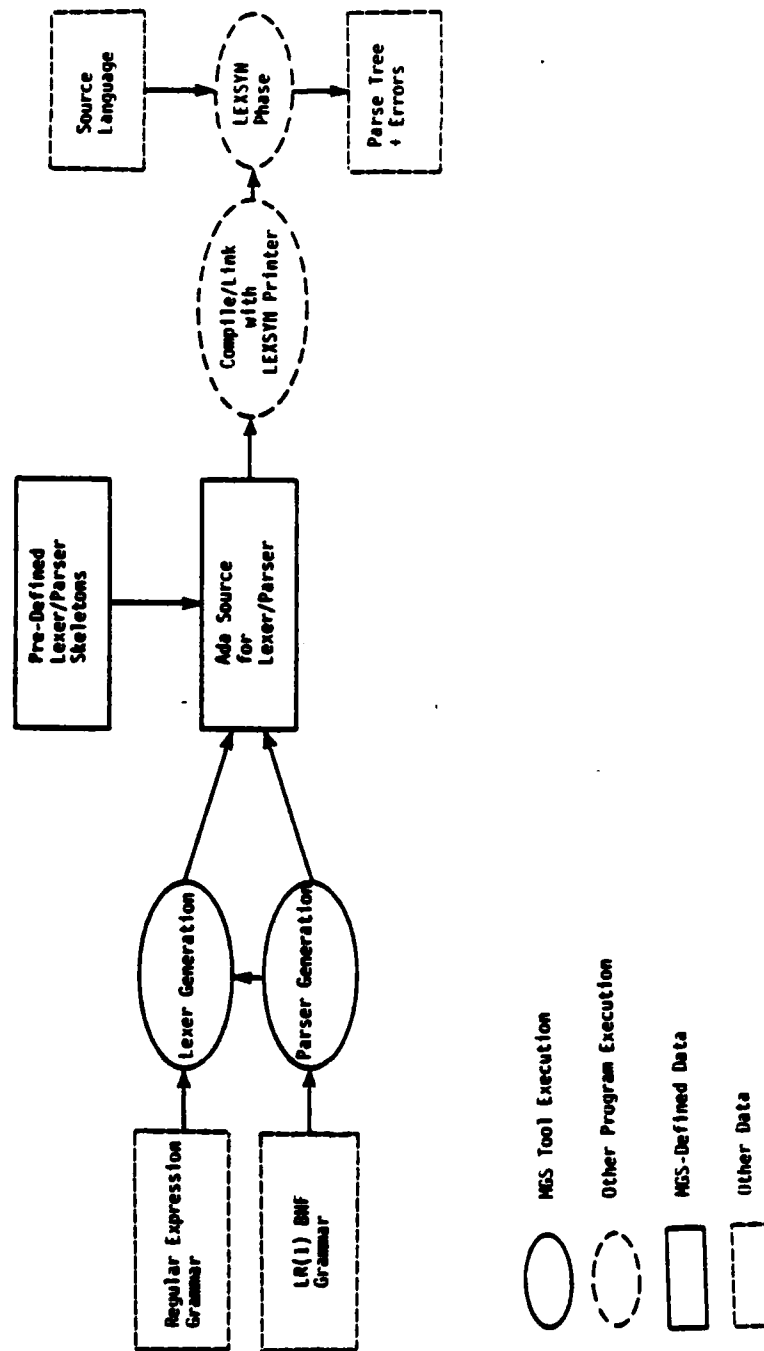 Regular Expression
Grammar
LR(1) BNF
Grammar
Lexer Generation
Parser Generation
Pre-Defined
Lexer/Parser
Skeletons
Ada Source
for
Lexer/Parser
Compile/Link
with
LEXSYN Printer
Source
Language
LEXSYN
Phase
Parse Tree
+ Errors
MGS Tool Execution
Other Program Execution
MGS-Defined Data
Other Data